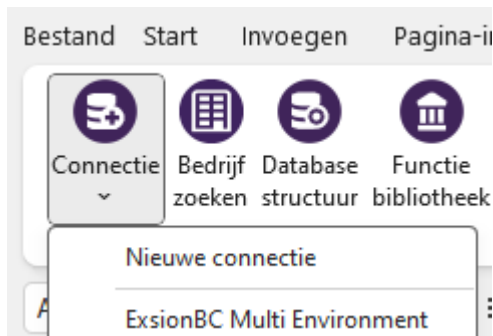 Bestand Start Invoegen Pagina-i
Connectie Bedrijf zoeken Database structuur Functie bibliotheek
Nieuwe connectie
ExsionBC Multi Environment